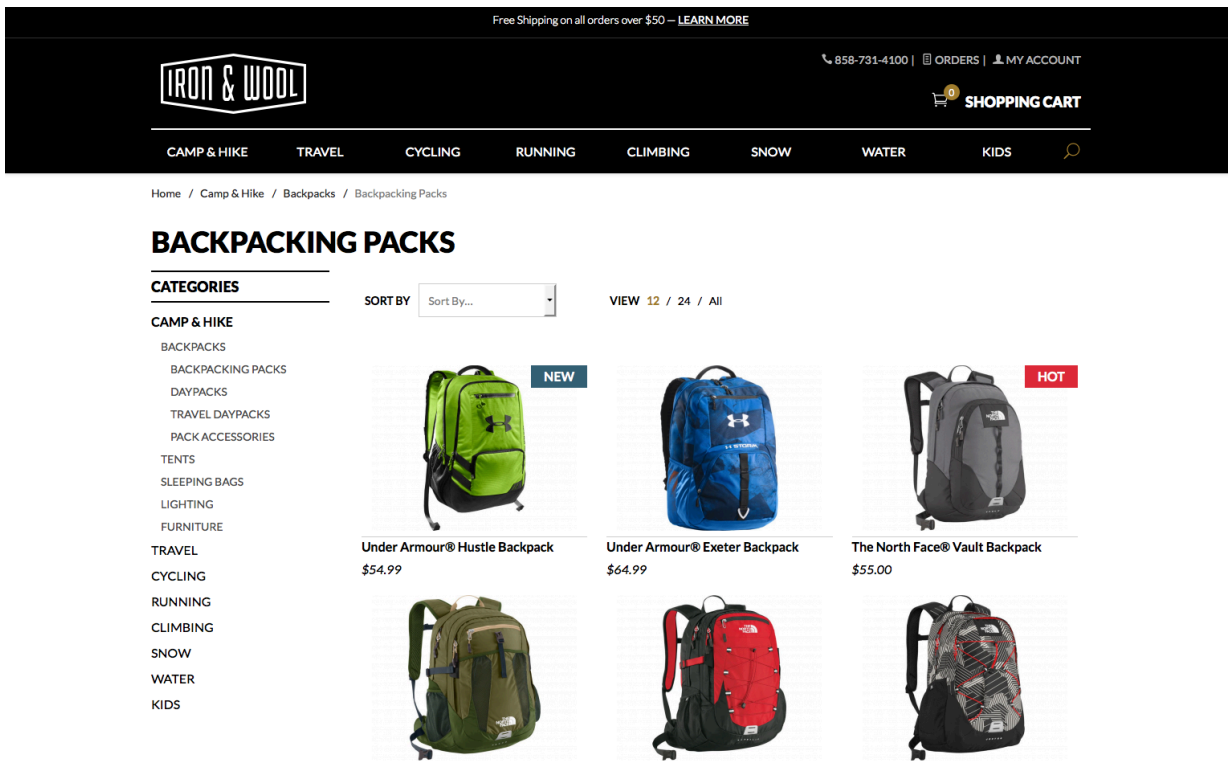 Free Shipping on all orders over $50 — LEARN MORE
IRON & WOOL
858-731-4100 | ORDERS | MY ACCOUNT
0 SHOPPING CART
CAMP & HIKE TRAVEL CYCLING RUNNING CLIMBING SNOW WATER KIDS
Home / Camp & Hike / Backpacks / Backpacking Packs
BACKPACKING PACKS
CATEGORIES
CAMP & HIKE
BACKPACKS
BACKPACKING PACKS
DAYPACKS
TRAVEL DAYPACKS
PACK ACCESSORIES
TENTS
SLEEPING BAGS
LIGHTING
FURNITURE
TRAVEL
CYCLING
RUNNING
CLIMBING
SNOW
WATER
KIDS
SORT BY Sort By... VIEW 12 / 24 / All
NEW
HOT
STORM
THE NORTH FACE
Under Armour® Hustle Backpack
$54.99
Under Armour® Exeter Backpack
$64.99
The North Face® Vault Backpack
$55.00